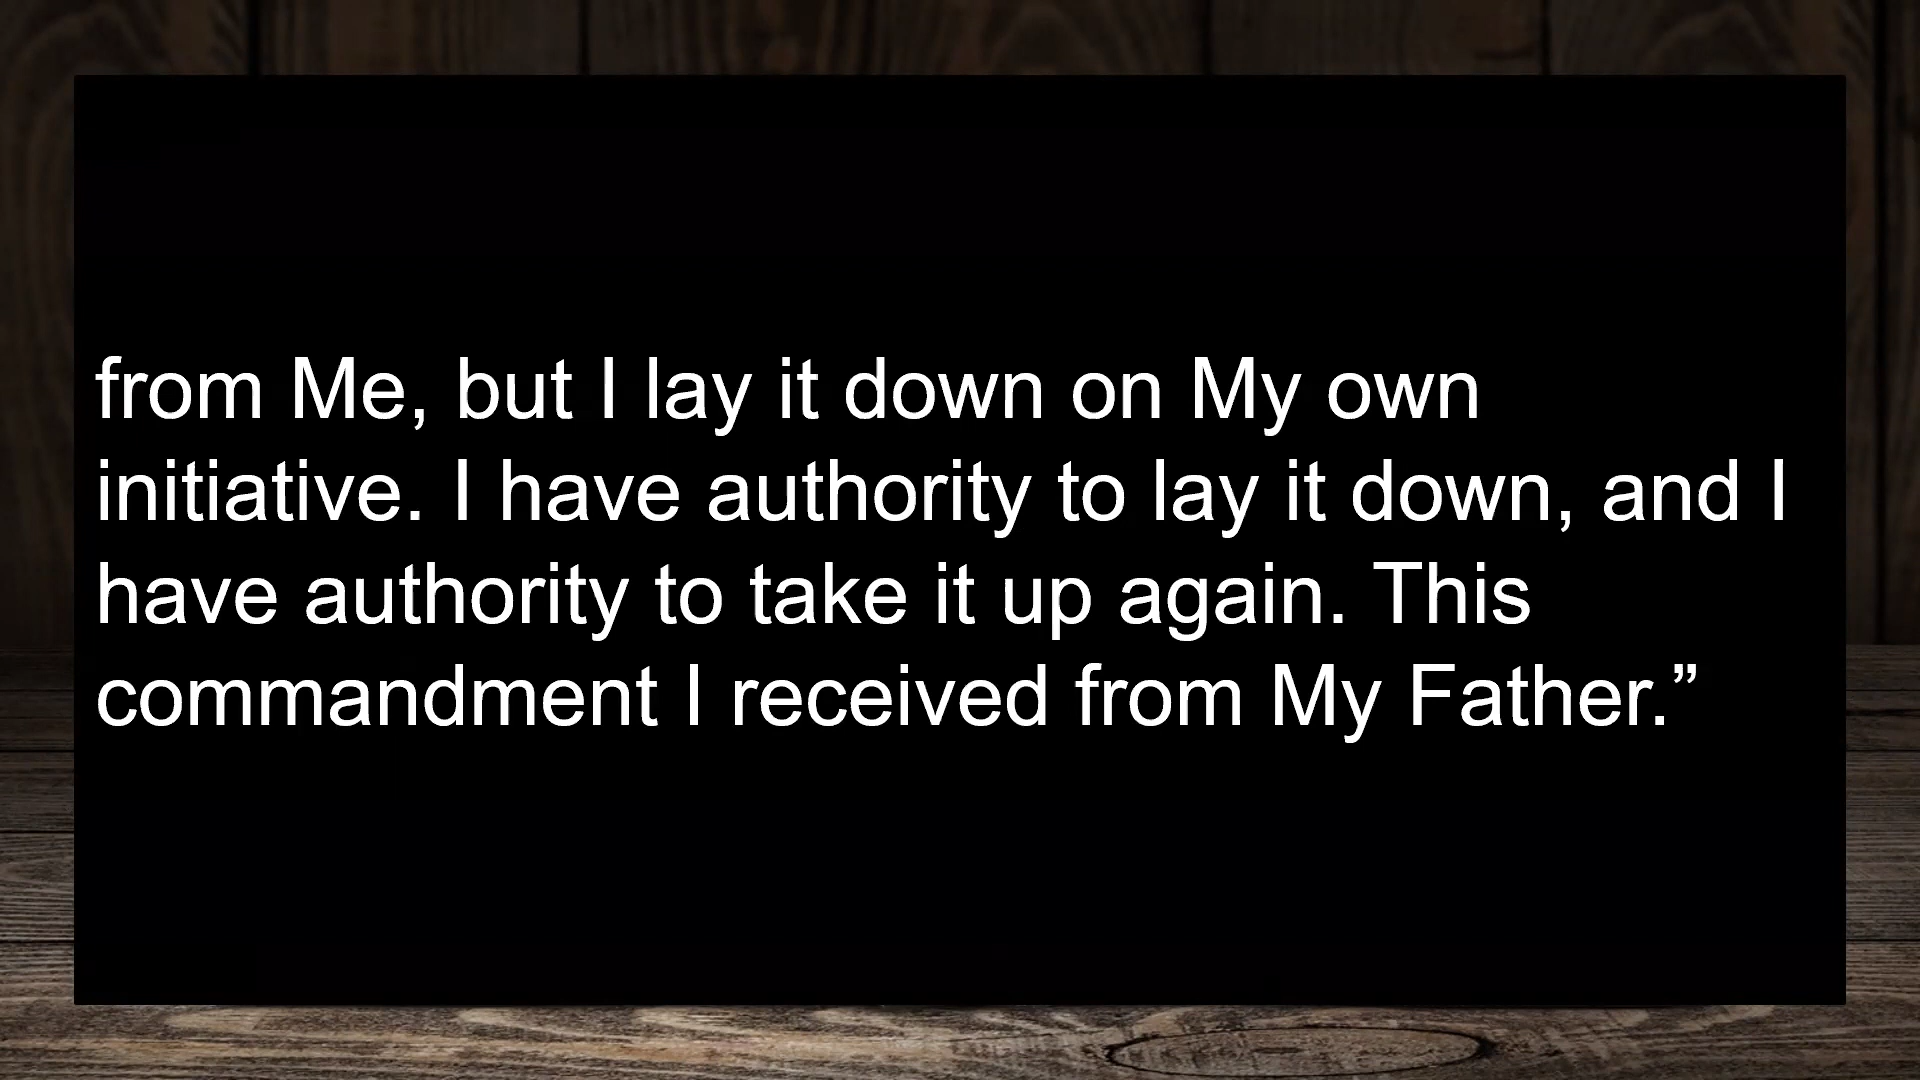 from Me, but I lay it down on My own
initiative. I have authority to lay it down, and I
have authority to take it up again. This
commandment I received from My Father.”